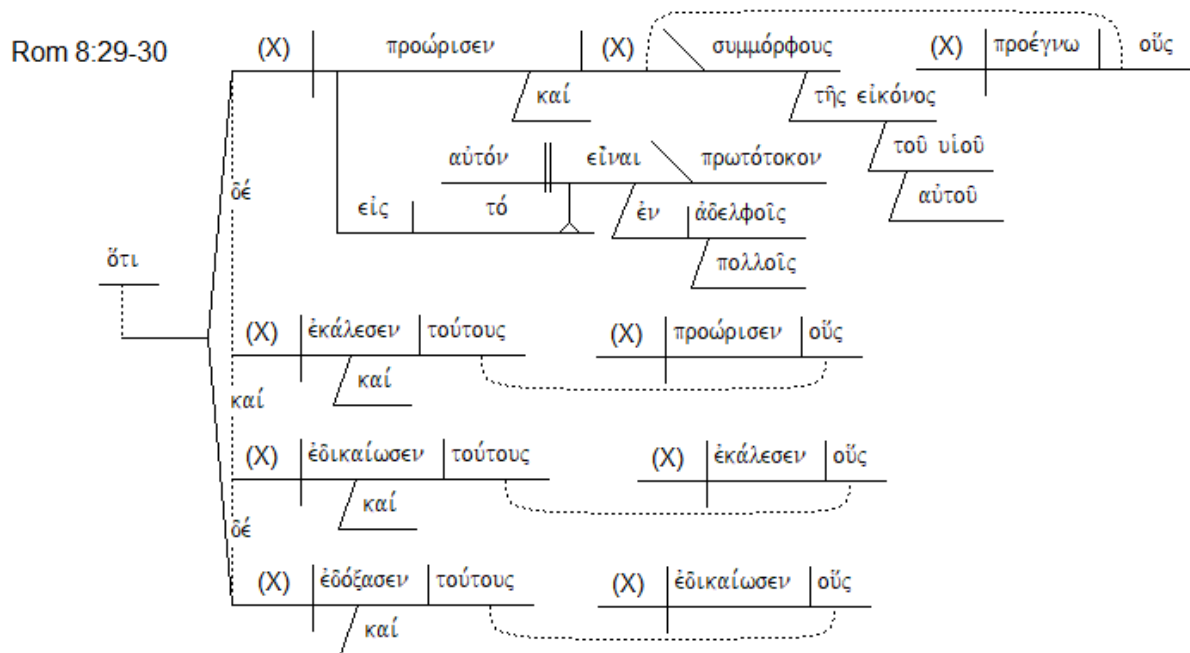 Rom 8:29-30
(X) προώρισεν (X) συμμόρφους (X) προέγνω οὕς
καί τῆς εἰκόνος
αὐτόν εἶναι πρωτότοκον τοῦ υἱοῦ
δέ
εἰς τό ἐν ἀδελφοῖς αὐτοῦ
ὅτι πολλοῖς
(X) ἐκάλεσεν τούτους (X) προώρισεν οὕς
καί
καί
(X) ἐδικαίωσεν τούτους (X) ἐκάλεσεν οὕς
καί
δέ
(X) ἐδόξασεν τούτους (X) ἐδικαίωσεν οὕς
καί